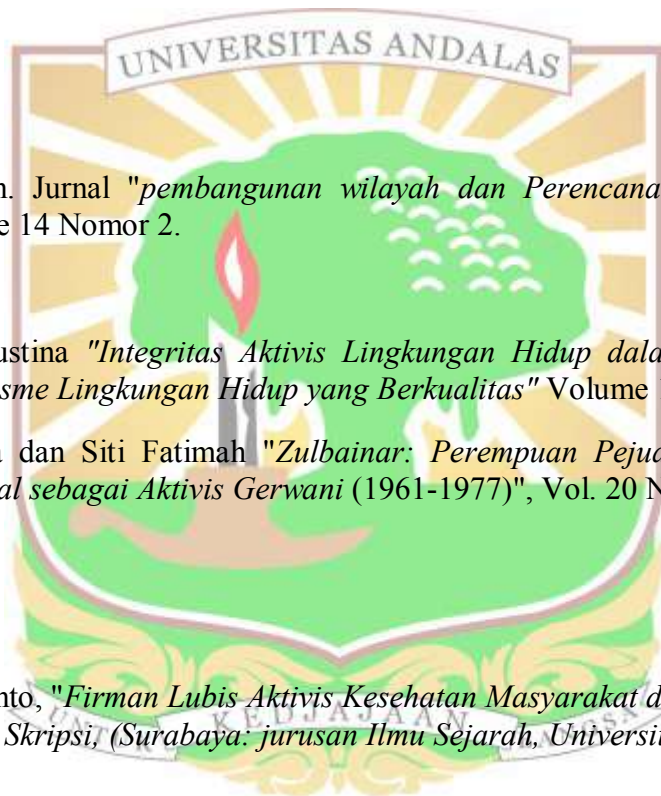 UNIVERSITAS ANDALAS
n. Jurnal "pembangunan wilayah dan Perencana
e 14 Nomor 2.
ustina "Integritas Aktivis Lingkungan Hidup dala
sme Lingkungan Hidup yang Berkualitas" Volume
a dan Siti Fatimah "Zulbainar: Perempuan Pejua
al sebagai Aktivis Gerwani (1961-1977)", Vol. 20 N
nto, "Firman Lubis Aktivis Kesehatan Masyarakat d
Skripsi, (Surabaya: jurusan Ilmu Sejarah, Universit
KEDJAJAAN